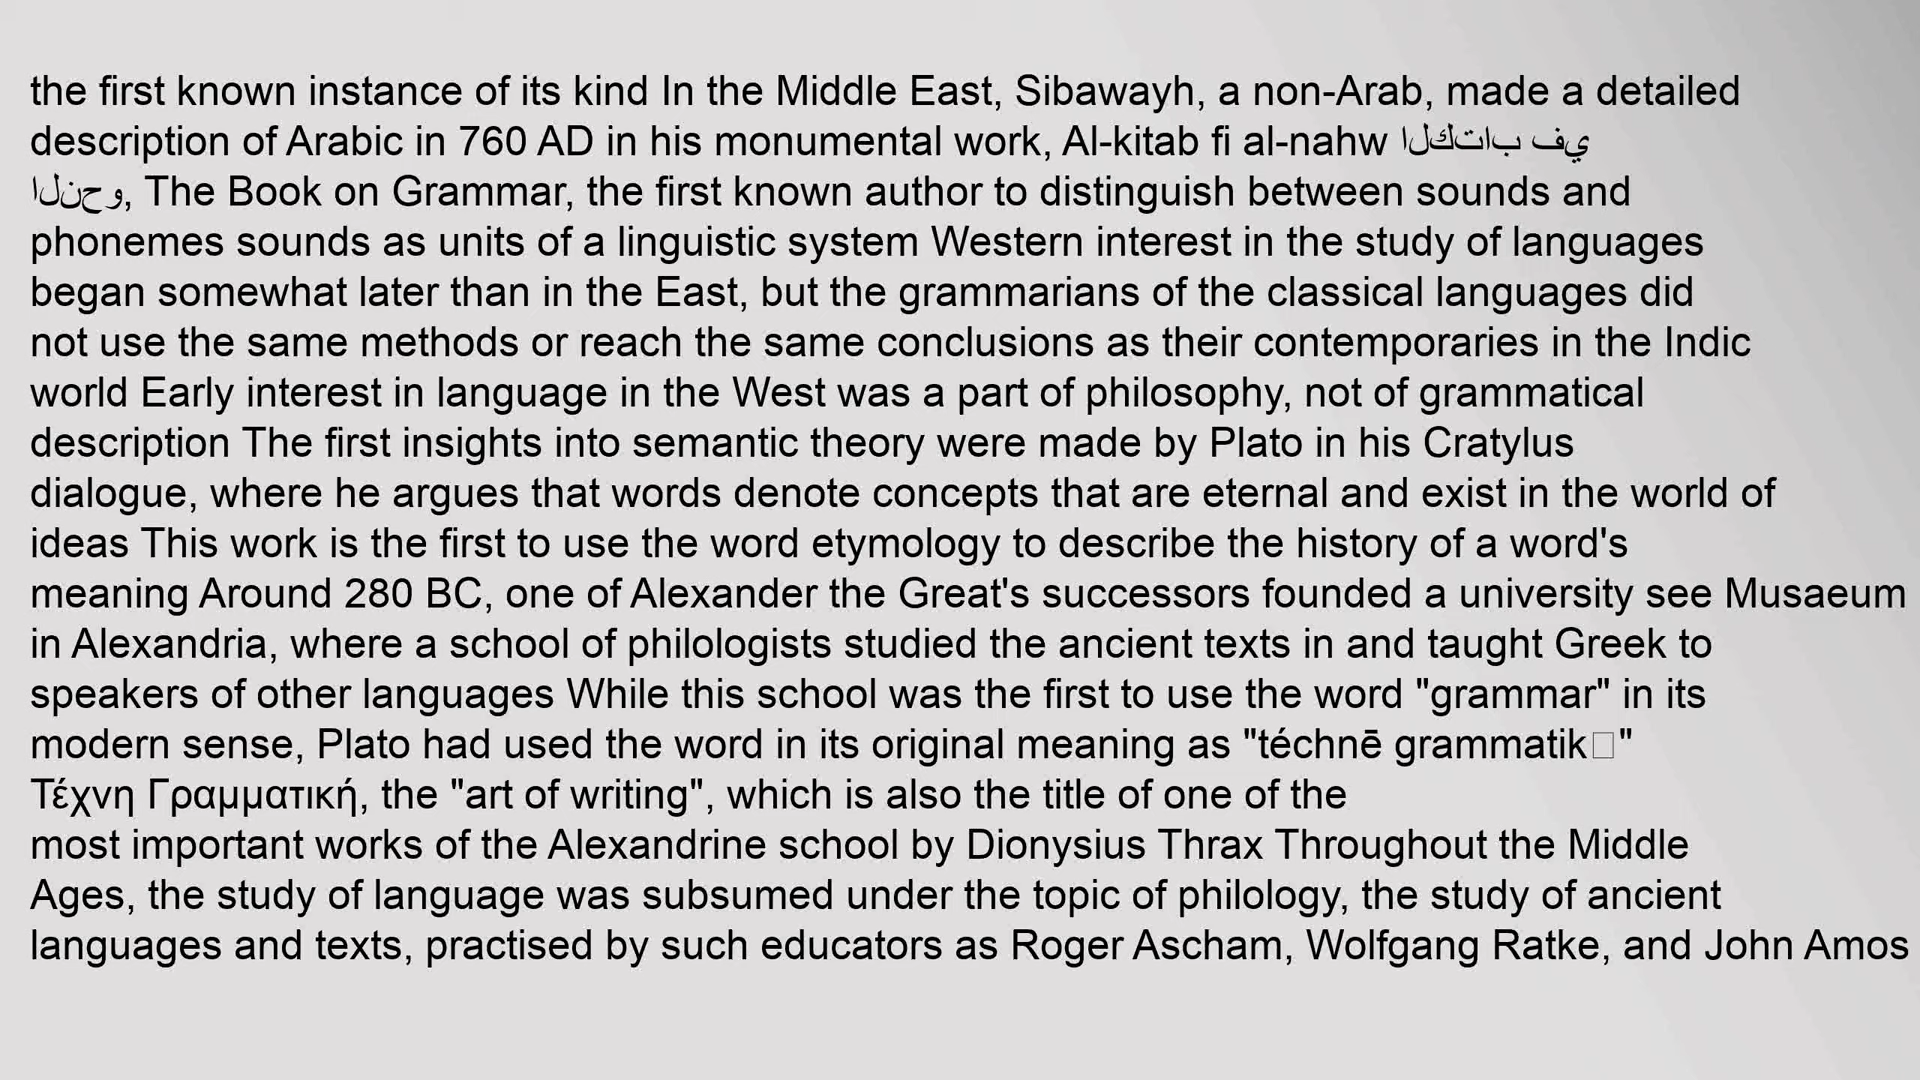 the first known instance of its kind In the Middle East, Sibawayh, a non-Arab, made a detailed
description of Arabic in 760 AD in his monumental work, Al-kitab fi al-nahw الكتاب في
النحو, The Book on Grammar, the first known author to distinguish between sounds and
phonemes sounds as units of a linguistic system Western interest in the study of languages
began somewhat later than in the East, but the grammarians of the classical languages did
not use the same methods or reach the same conclusions as their contemporaries in the Indic
world Early interest in language in the West was a part of philosophy, not of grammatical
description The first insights into semantic theory were made by Plato in his Cratylus
dialogue, where he argues that words denote concepts that are eternal and exist in the world of
ideas This work is the first to use the word etymology to describe the history of a word's
meaning Around 280 BC, one of Alexander the Great's successors founded a university see Musaeum
in Alexandria, where a school of philologists studied the ancient texts in and taught Greek to
speakers of other languages While this school was the first to use the word "grammar" in its
modern sense, Plato had used the word in its original meaning as "téchnē grammatik□"
Τέχνη Γραμματική, the "art of writing", which is also the title of one of the
most important works of the Alexandrine school by Dionysius Thrax Throughout the Middle
Ages, the study of language was subsumed under the topic of philology, the study of ancient
languages and texts, practised by such educators as Roger Ascham, Wolfgang Ratke, and John Amos